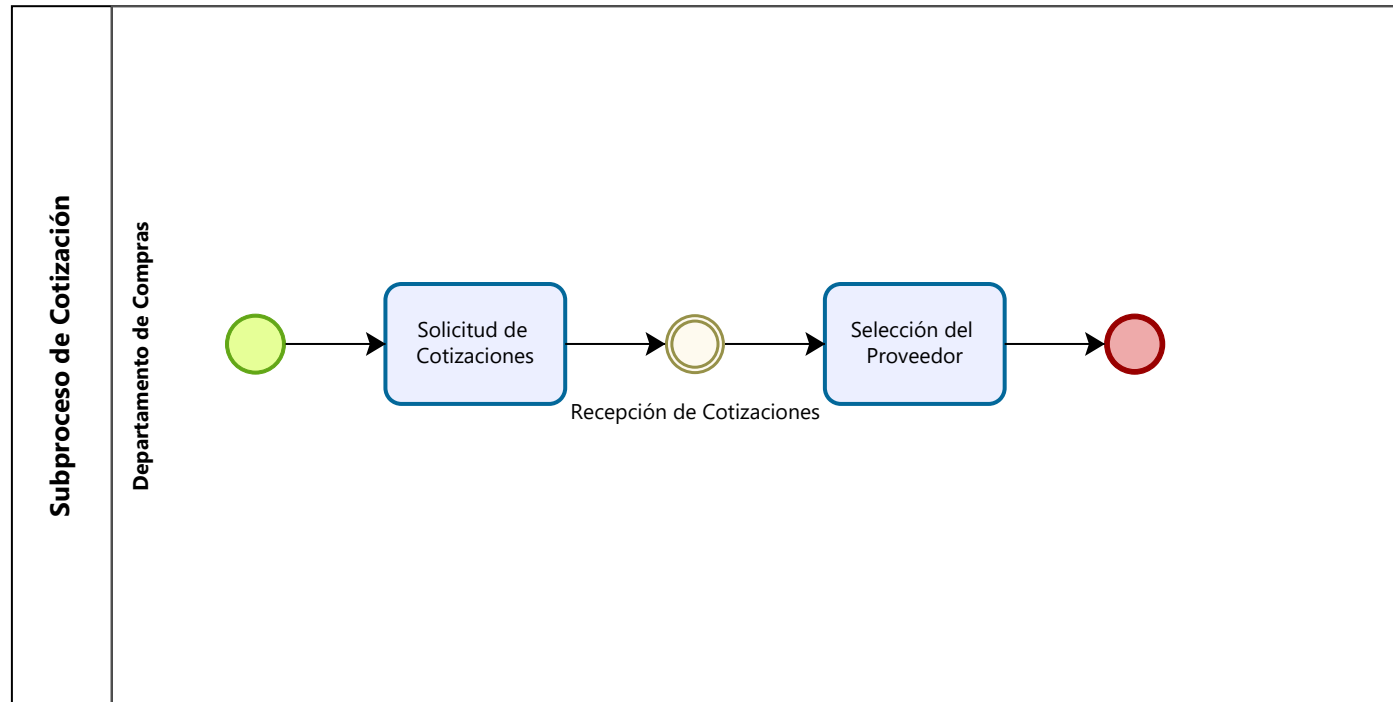 Subproceso de Cotización
Departamento de Compras
Solicitud de
Cotizaciones
Recepción de Cotizaciones
Selección del
Proveedor